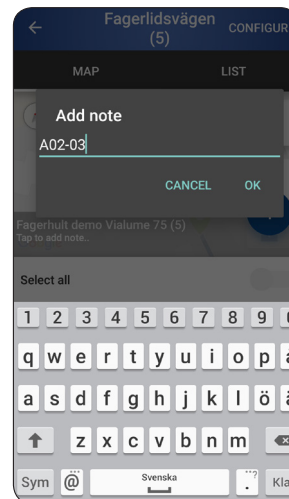 Fagerlidsvägen
(5)
CONFIGUR
MAP LIST
Add note
A02-03
CANCEL OK
Fagerhult demo Vialume 75 (5)
Tap to add note...
Select all
1 2 3 4 5 6 7 8 9
q w e r t y u i o p
a s d f g h j k l ö
z x c v b n m
Sym @ Svenska . ? Kla